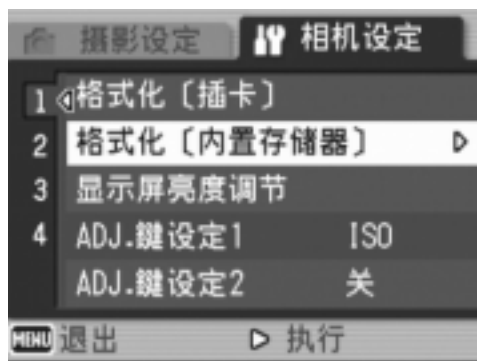 摄影设定 相机设定
1 格式化〔插卡〕
2 格式化〔内置存储器〕
3 显示屏亮度调节
4 ADJ.鍵设定1 ISO
ADJ.鍵设定2 关
MENU 退出 执行